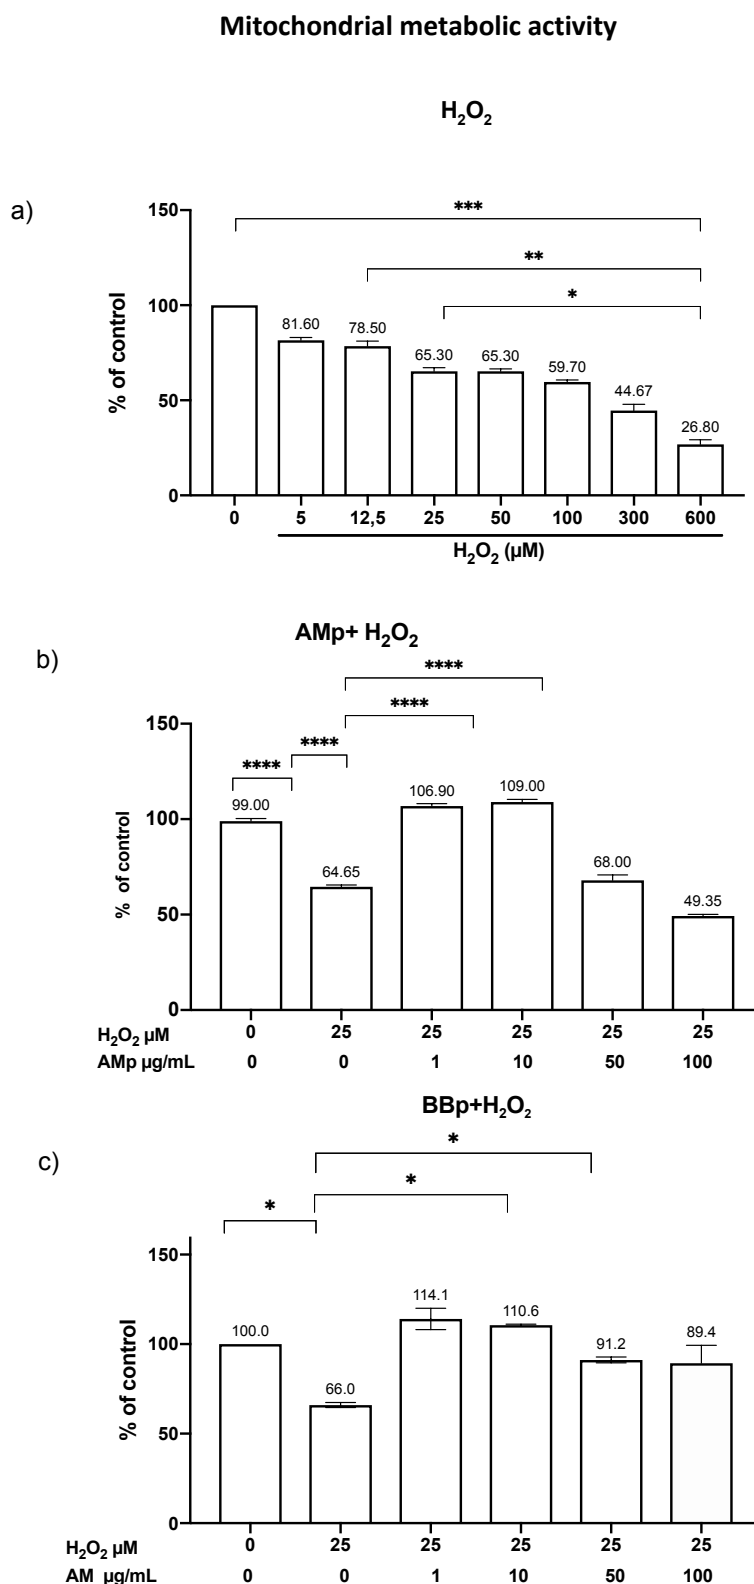 Mitochondrial metabolic activity
H₂O₂
a)
150
***
**
*
100
50
0
% of control
81.60
78.50
65.30
65.30
59.70
44.67
26.80
0 5 12,5 25 50 100 300 600
H₂O₂ (µM)
AMp+ H₂O₂
b)
****
****
****
****
150
100
50
0
% of control
99.00
64.65
106.90
109.00
68.00
49.35
H₂O₂ µM 0 25 25 25 25 25
AMp µg/mL 0 0 1 10 50 100
BBp+H₂O₂
c)
*
*
*
150
100
50
0
% of control
100.0
66.0
114.1
110.6
91.2
89.4
H₂O₂ µM 0 25 25 25 25 25
AM µg/mL 0 0 1 10 50 100